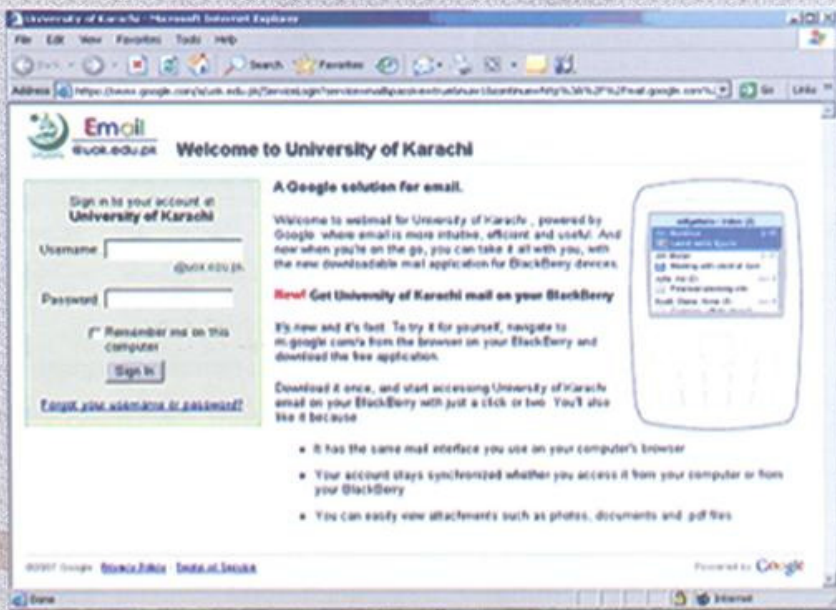 University of Karachi - Microsoft Internet Explorer
File Edit View Favorites Tools Help
Search Favorites
Address Go Links
Email
@uok.edu.pk
Welcome to University of Karachi
Sign in to your account at
University of Karachi
Username
@uok.edu.pk
Password
Remember me on this
computer
Sign In
Forgot your username or password?
A Google solution for email.
Welcome to webmail for University of Karachi , powered by
Google where email is more intuitive, efficient and useful. And
now when you're on the go, you can take it all with you, with
the new downloadable mail application for BlackBerry devices
New! Get University of Karachi mail on your BlackBerry
It's new and it's fast. To try it for yourself, navigate to
m.google.com/a from the browser on your BlackBerry and
download the free application.
Download it once, and start accessing University of Karachi
email on your BlackBerry with just a click or two. You'll also
like it because
• It has the same mail interface you use on your computer's browser
• Your account stays synchronized whether you access it from your computer or from
your BlackBerry
• You can easily view attachments such as photos, documents and .pdf files
©2007 Google Privacy Policy - Terms of Service
Powered by Google
Done
Internet